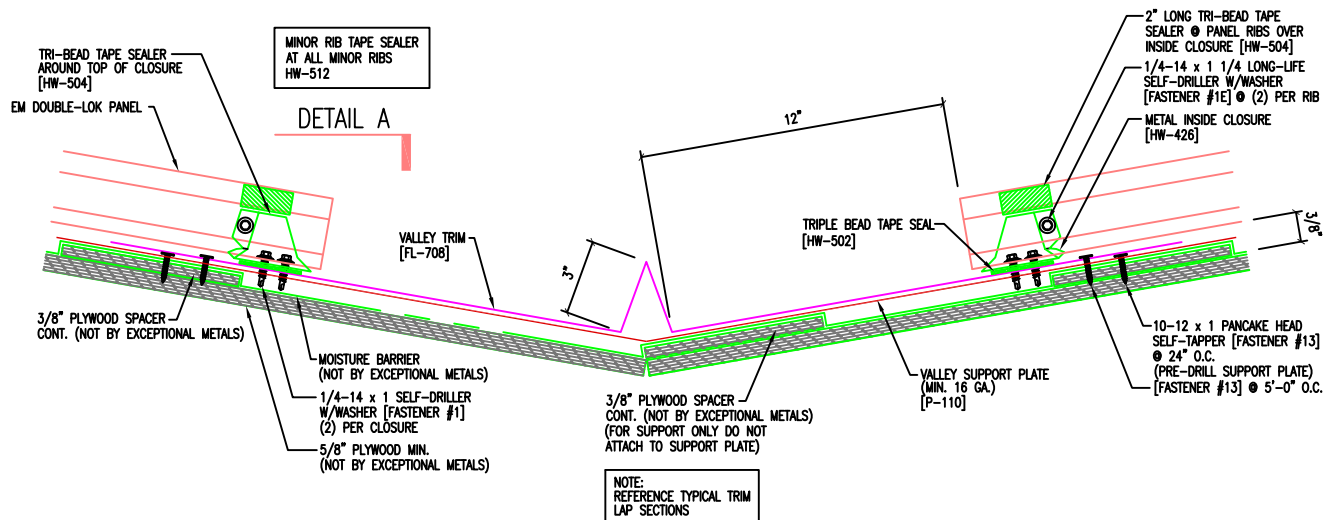 MINOR RIB TAPE SEALER
AT ALL MINOR RIBS
HW-512
TRI-BEAD TAPE SEALER
AROUND TOP OF CLOSURE
[HW-504]
EM DOUBLE-LOK PANEL
DETAIL A
12"
2" LONG TRI-BEAD TAPE
SEALER @ PANEL RIBS OVER
INSIDE CLOSURE [HW-504]
1/4-14 x 1 1/4 LONG-LIFE
SELF-DRILLER W/WASHER
[FASTENER #1E] @ (2) PER RIB
METAL INSIDE CLOSURE
[HW-426]
TRIPLE BEAD TAPE SEAL
[HW-502]
VALLEY TRIM
[FL-708]
3"
3/8"
3/8" PLYWOOD SPACER
CONT. (NOT BY EXCEPTIONAL METALS)
MOISTURE BARRIER
(NOT BY EXCEPTIONAL METALS)
1/4-14 x 1 SELF-DRILLER
W/WASHER [FASTENER #1]
(2) PER CLOSURE
5/8" PLYWOOD MIN.
(NOT BY EXCEPTIONAL METALS)
3/8" PLYWOOD SPACER
CONT. (NOT BY EXCEPTIONAL METALS)
(FOR SUPPORT ONLY DO NOT
ATTACH TO SUPPORT PLATE)
VALLEY SUPPORT PLATE
(MIN. 16 GA.)
[P-110]
10-12 x 1 PANCAKE HEAD
SELF-TAPPER [FASTENER #13]
@ 24" O.C.
(PRE-DRILL SUPPORT PLATE)
[FASTENER #13] @ 5'-0" O.C.
NOTE:
REFERENCE TYPICAL TRIM
LAP SECTIONS